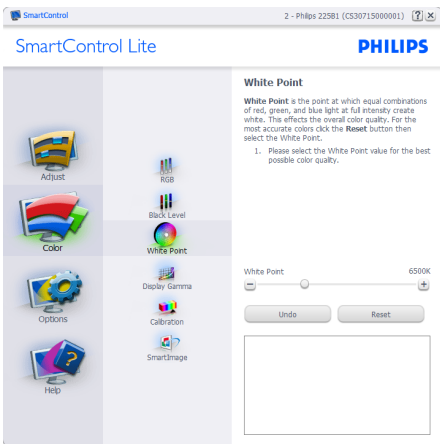 SmartControl
2 - Philips 225B1 (CS30715000001)
SmartControl Lite
PHILIPS
Adjust
Color
Options
Help
RGB
Black Level
White Point
Display Gamma
Calibration
SmartImage
White Point
White Point is the point at which equal combinations
of red, green, and blue light at full intensity create
white. This effects the overall color quality. For the
most accurate colors click the Reset button then
select the White Point.
1. Please select the White Point value for the best
possible color quality.
White Point 6500K
Undo
Reset